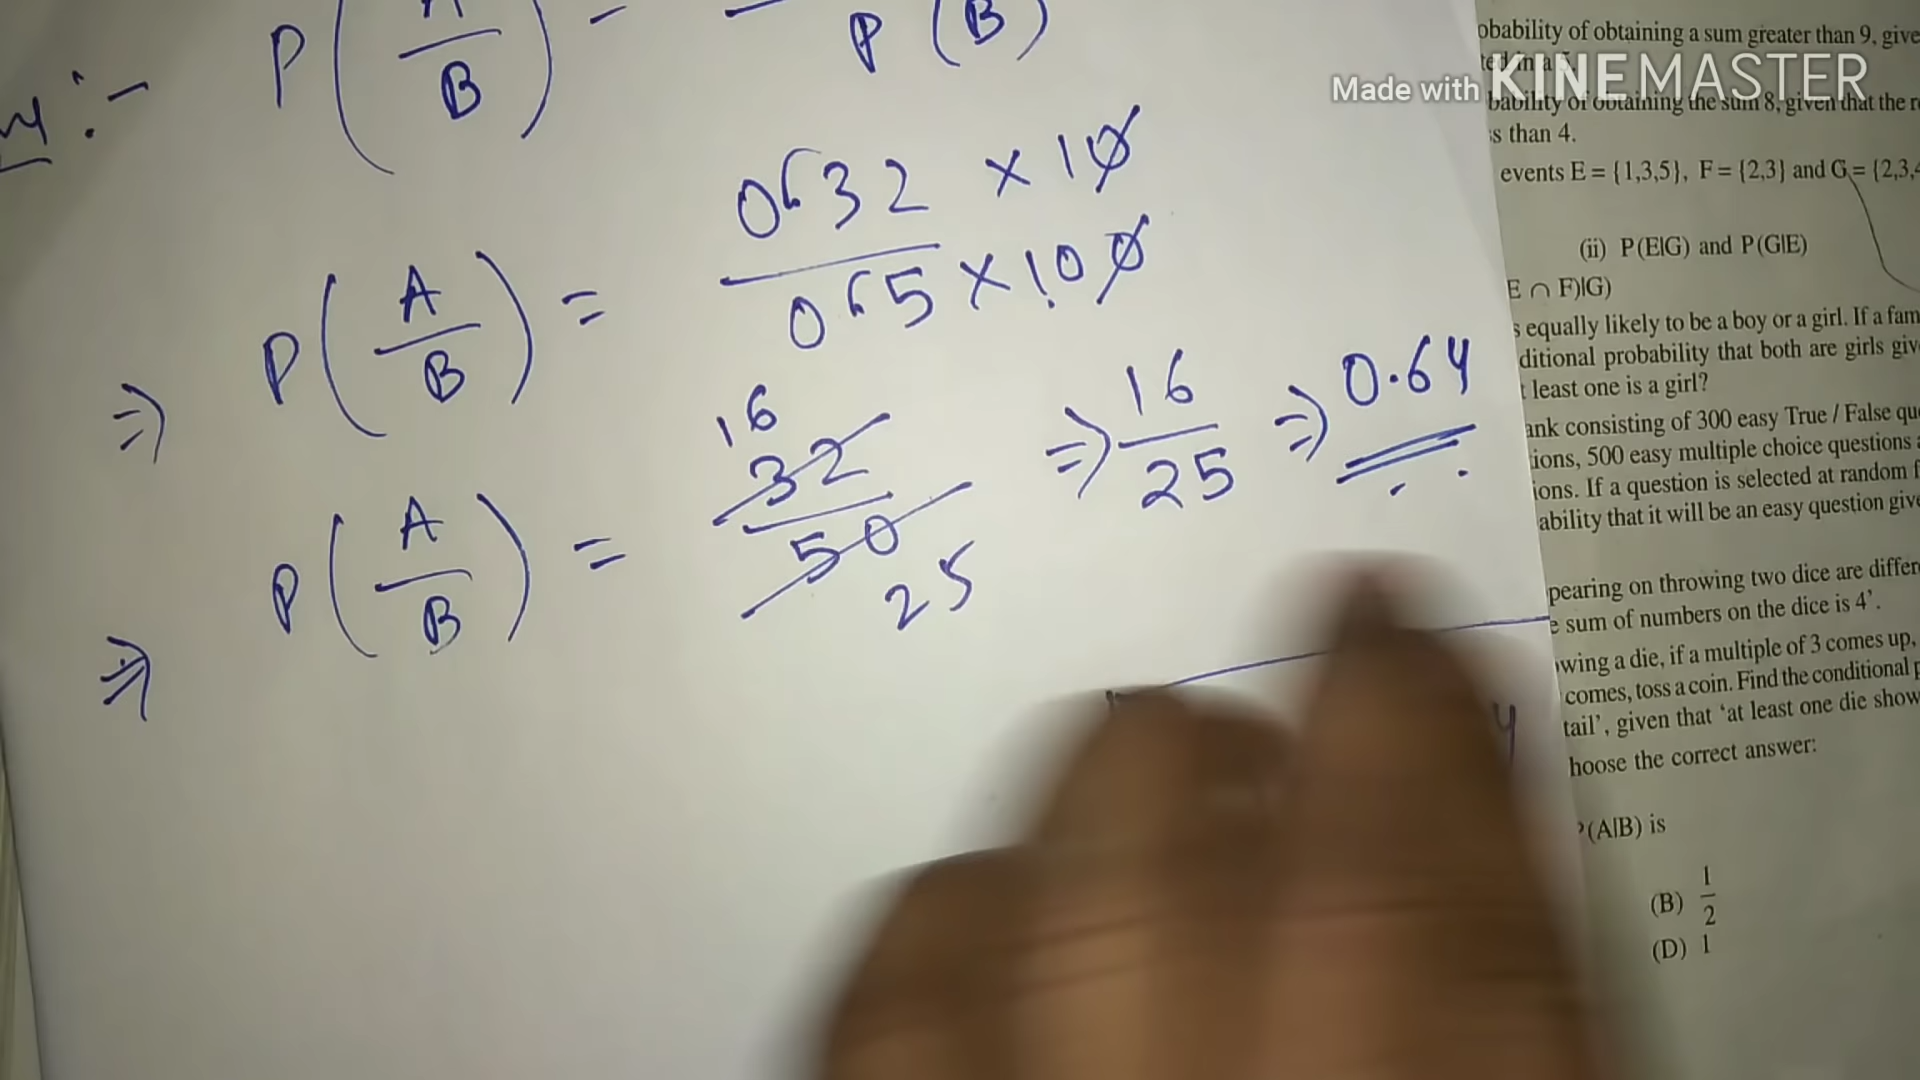 P(A/B) =
P(B)
0.32 × 10
⇒ P(A/B) =
0.5 × 100
16
⇒ P(A/B) = 32/50 ⇒ 16/25 ⇒ 0.64
25
Made with KINEMASTER
obability of obtaining a sum greater than 9, give
bability of obtaining the sum 8, given that the r
s than 4.
events E = {1,3,5}, F = {2,3} and G = {2,3,
(ii) P(E|G) and P(G|E)
E ∩ F)|G)
s equally likely to be a boy or a girl. If a fam
ditional probability that both are girls giv
t least one is a girl?
ank consisting of 300 easy True / False qu
ions, 500 easy multiple choice questions
ions. If a question is selected at random f
ability that it will be an easy question giv
pearing on throwing two dice are differ
e sum of numbers on the dice is 4’.
wing a die, if a multiple of 3 comes up,
comes, toss a coin. Find the conditional p
tail’, given that ‘at least one die show
hoose the correct answer:
P(A|B) is
(B) 1/2
(D) 1